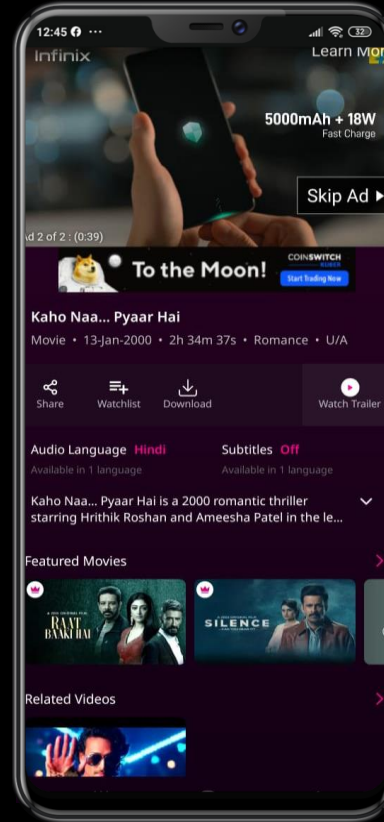 12:45 ...
32
Infinix
Learn Mor
5000mAh + 18W
Fast Charge
Skip Ad
Ad 2 of 2 : (0:39)
To the Moon!
COINSWITCH
KUBER
Start Trading Now
Kaho Naa... Pyaar Hai
Movie • 13-Jan-2000 • 2h 34m 37s • Romance • U/A
Share
Watchlist
Download
Watch Trailer
Audio Language Hindi
Subtitles Off
Available in 1 language
Available in 1 language
Kaho Naa... Pyaar Hai is a 2000 romantic thriller
starring Hrithik Roshan and Ameesha Patel in the le...
Featured Movies
RAAT
BAAKI HAI
SILENCE
Related Videos